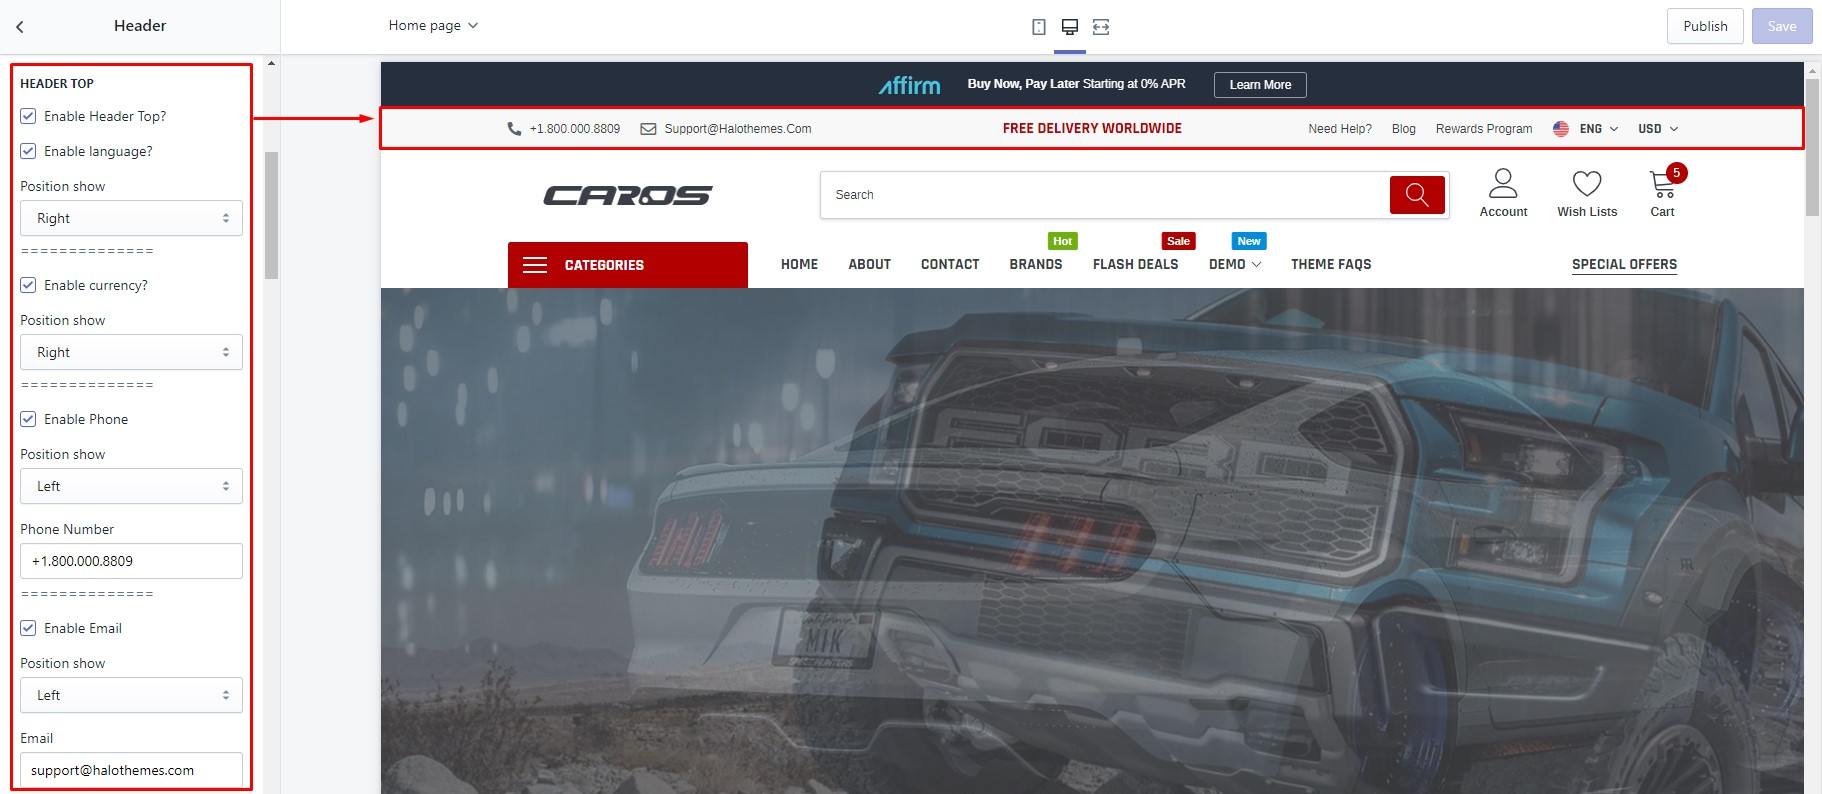 Header
Home page
Publish
Save
HEADER TOP
Enable Header Top?
Enable language?
Position show
Right
==============
Enable currency?
Position show
Right
==============
Enable Phone
Position show
Left
Phone Number
+1.800.000.8809
==============
Enable Email
Position show
Left
Email
support@halothemes.com
affirm
Buy Now, Pay Later Starting at 0% APR
Learn More
+1.800.000.8809
Support@Halothemes.Com
FREE DELIVERY WORLDWIDE
Need Help?
Blog
Rewards Program
ENG
USD
CAROS
Search
Account
Wish Lists
5
Cart
CATEGORIES
HOME
ABOUT
CONTACT
BRANDS
Hot
FLASH DEALS
Sale
DEMO
New
THEME FAQS
SPECIAL OFFERS
FORD
California
M1K